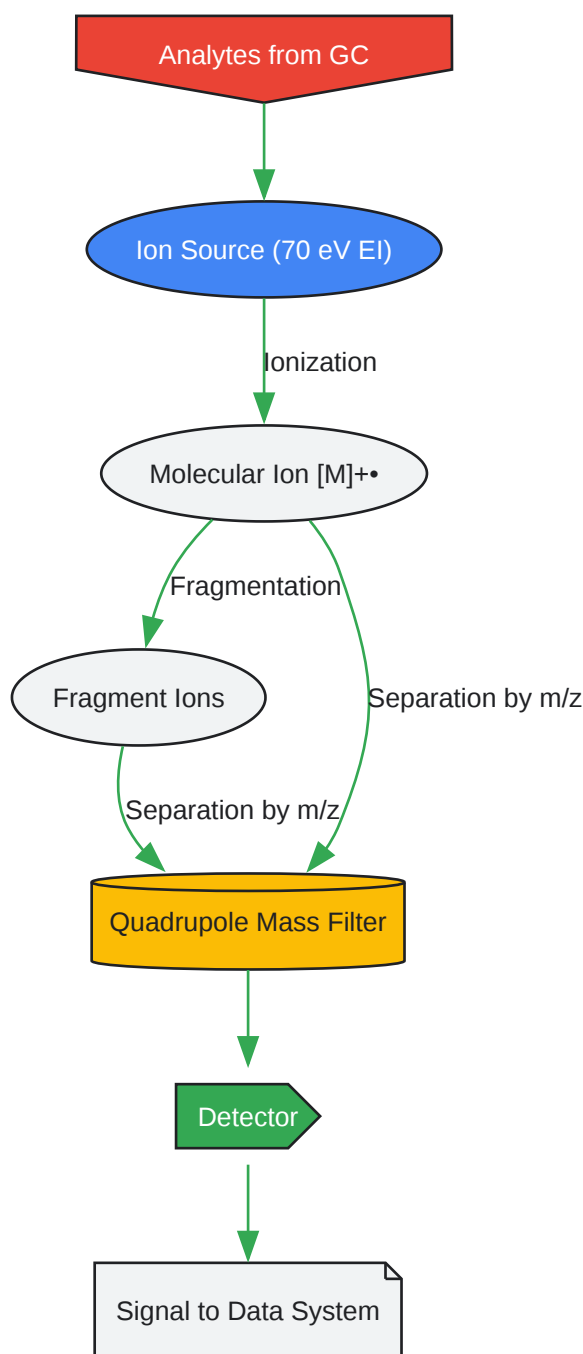 Analytes from GC
Ion Source (70 eV EI)
Ionization
Molecular Ion [M]+•
Fragmentation
Fragment Ions
Separation by m/z
Separation by m/z
Quadrupole Mass Filter
Detector
Signal to Data System